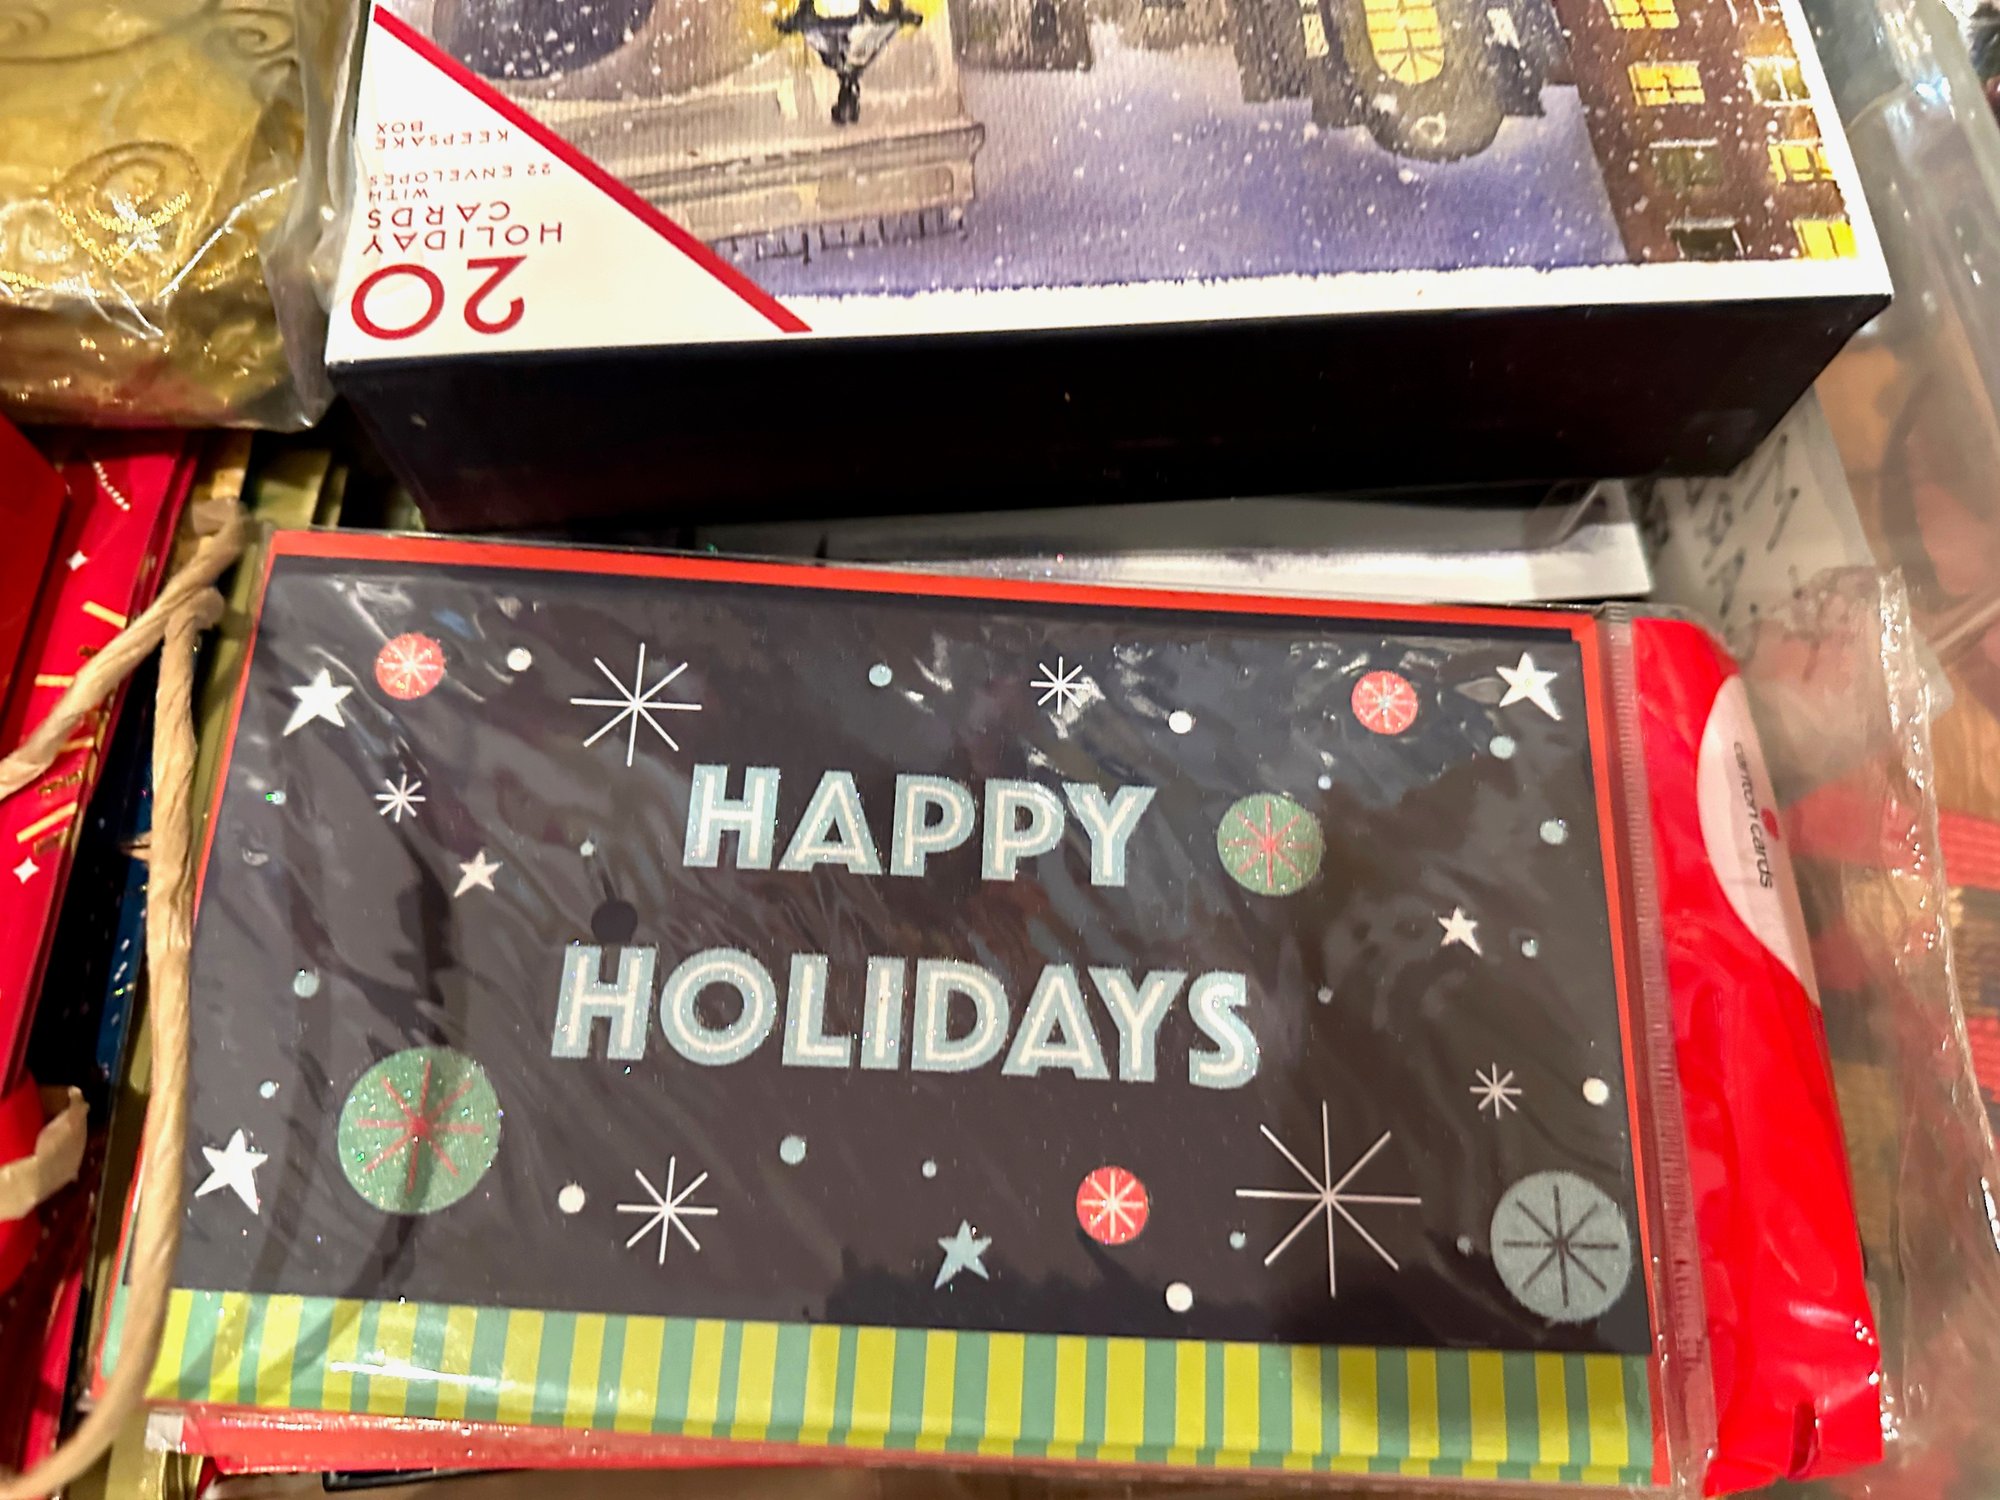 20
HOLIDAY
CARDS
WITH
22 ENVELOPES
KEEPSAKE
BOX
HAPPY
HOLIDAYS
carlton cards